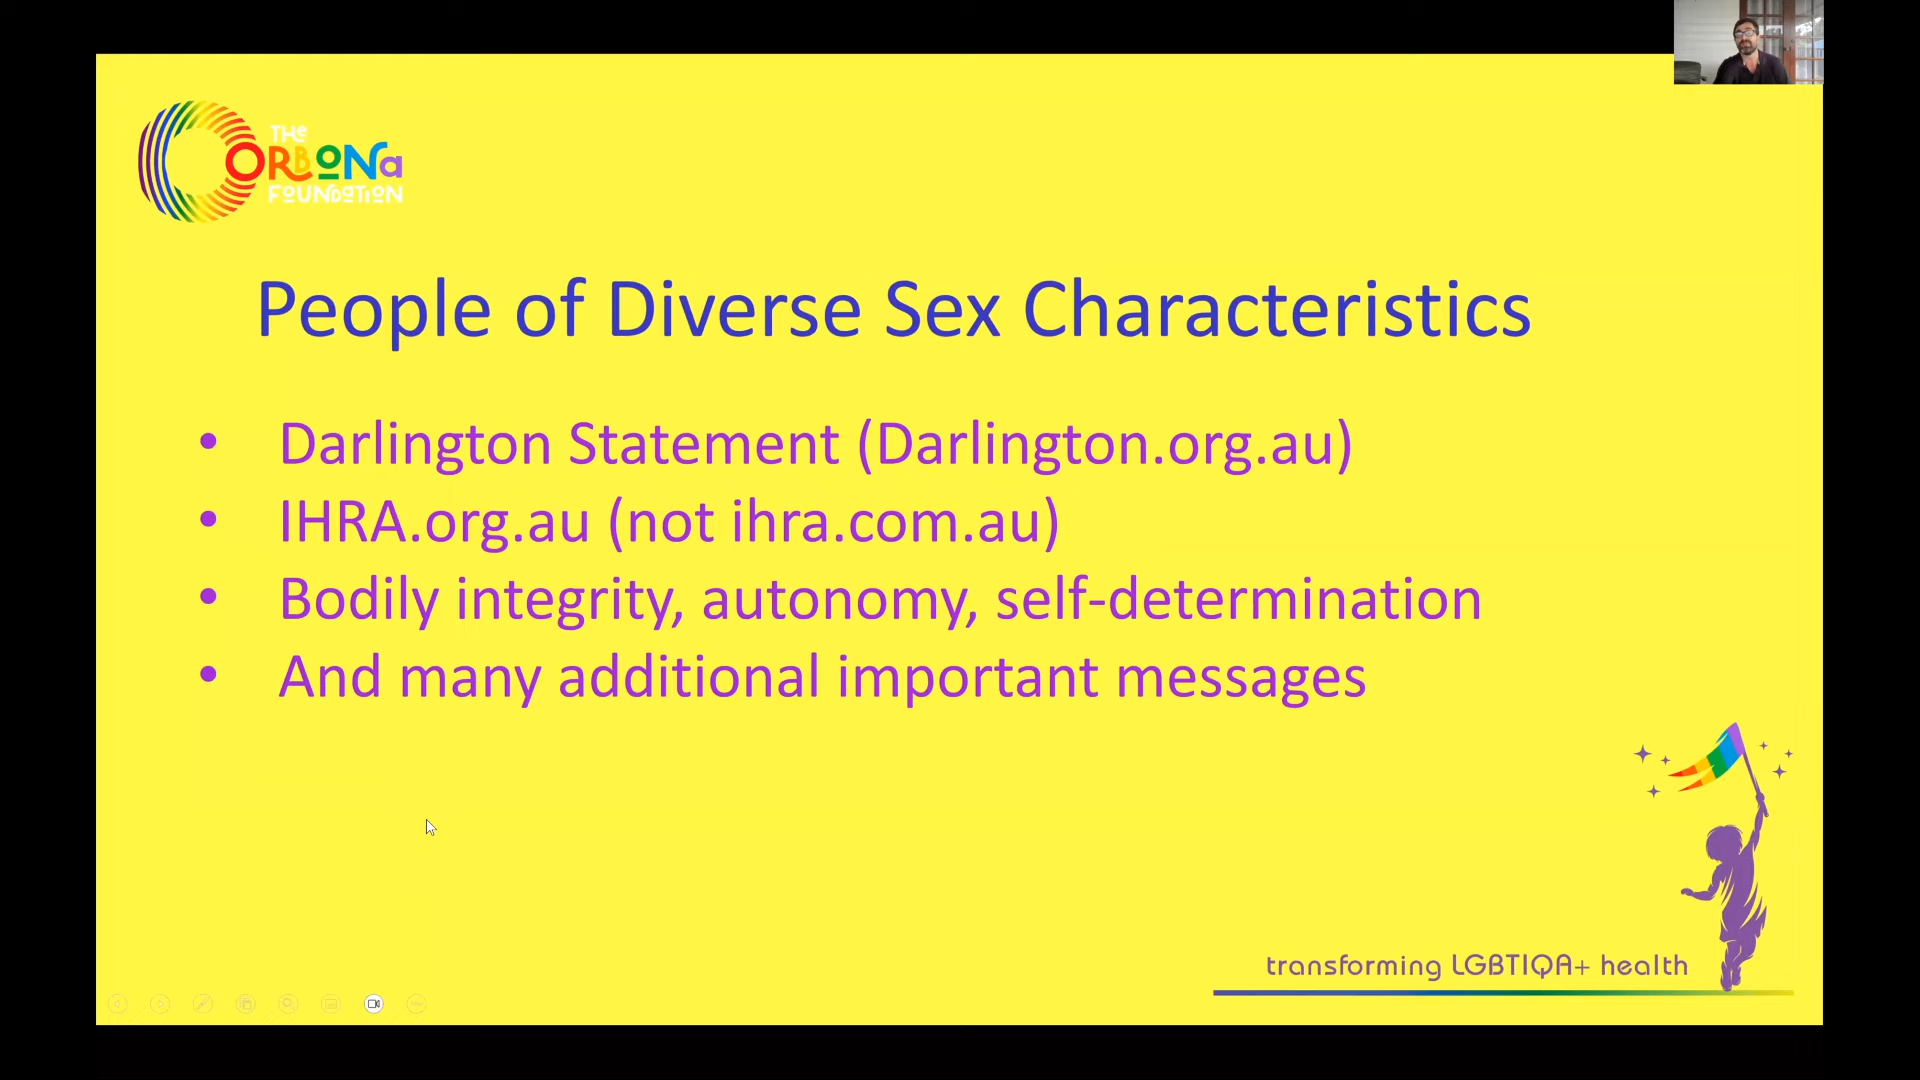 THE
ORBONA
FOUNDATION
People of Diverse Sex Characteristics
• Darlington Statement (Darlington.org.au)
• IHRA.org.au (not ihra.com.au)
• Bodily integrity, autonomy, self-determination
• And many additional important messages
transforming LGBTIQA+ health